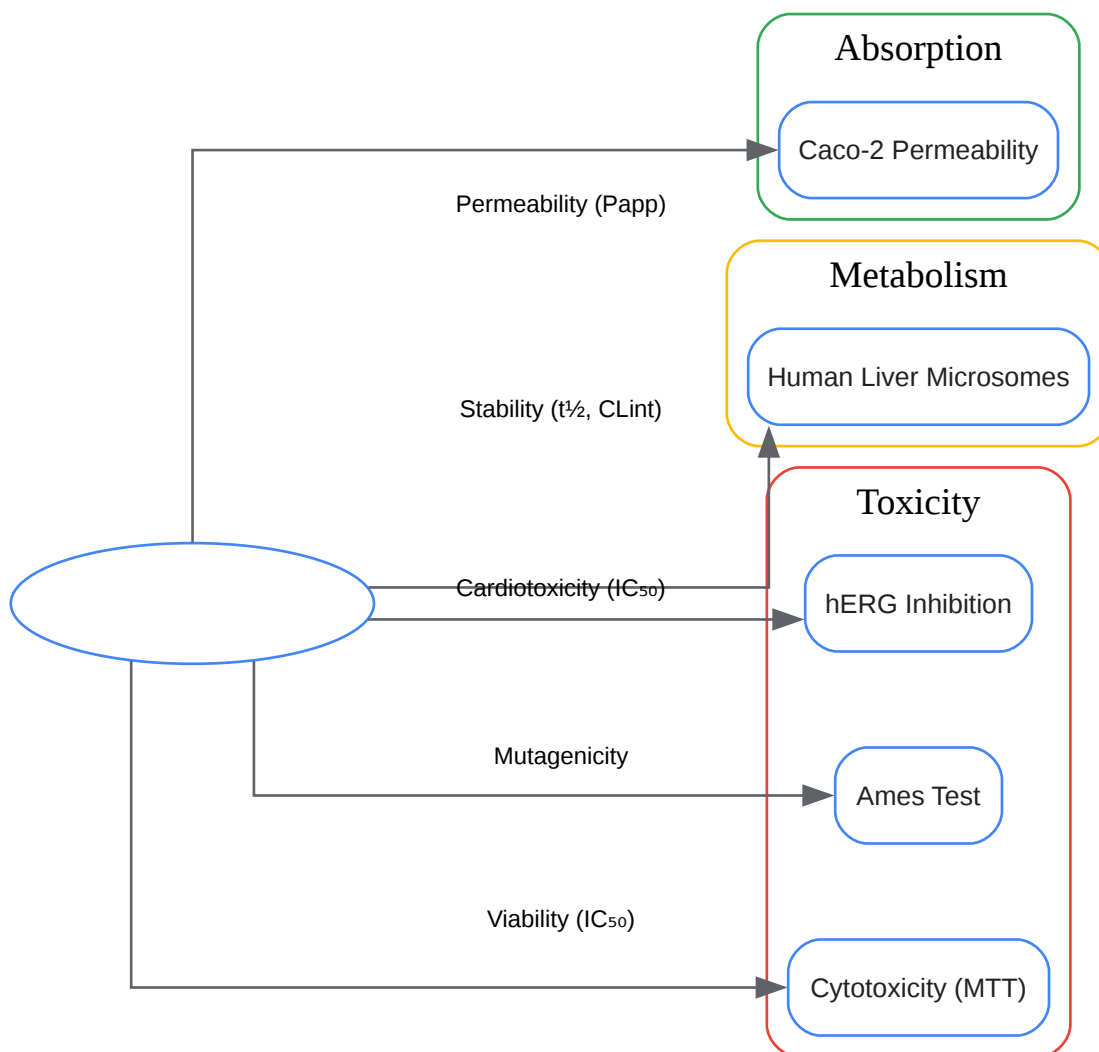 Absorption
Caco-2 Permeability
Permeability (Papp)
Metabolism
Human Liver Microsomes
Stability (t½, CLint)
Toxicity
Cardiotoxicity (IC₅₀)
hERG Inhibition
Mutagenicity
Ames Test
Viability (IC₅₀)
Cytotoxicity (MTT)